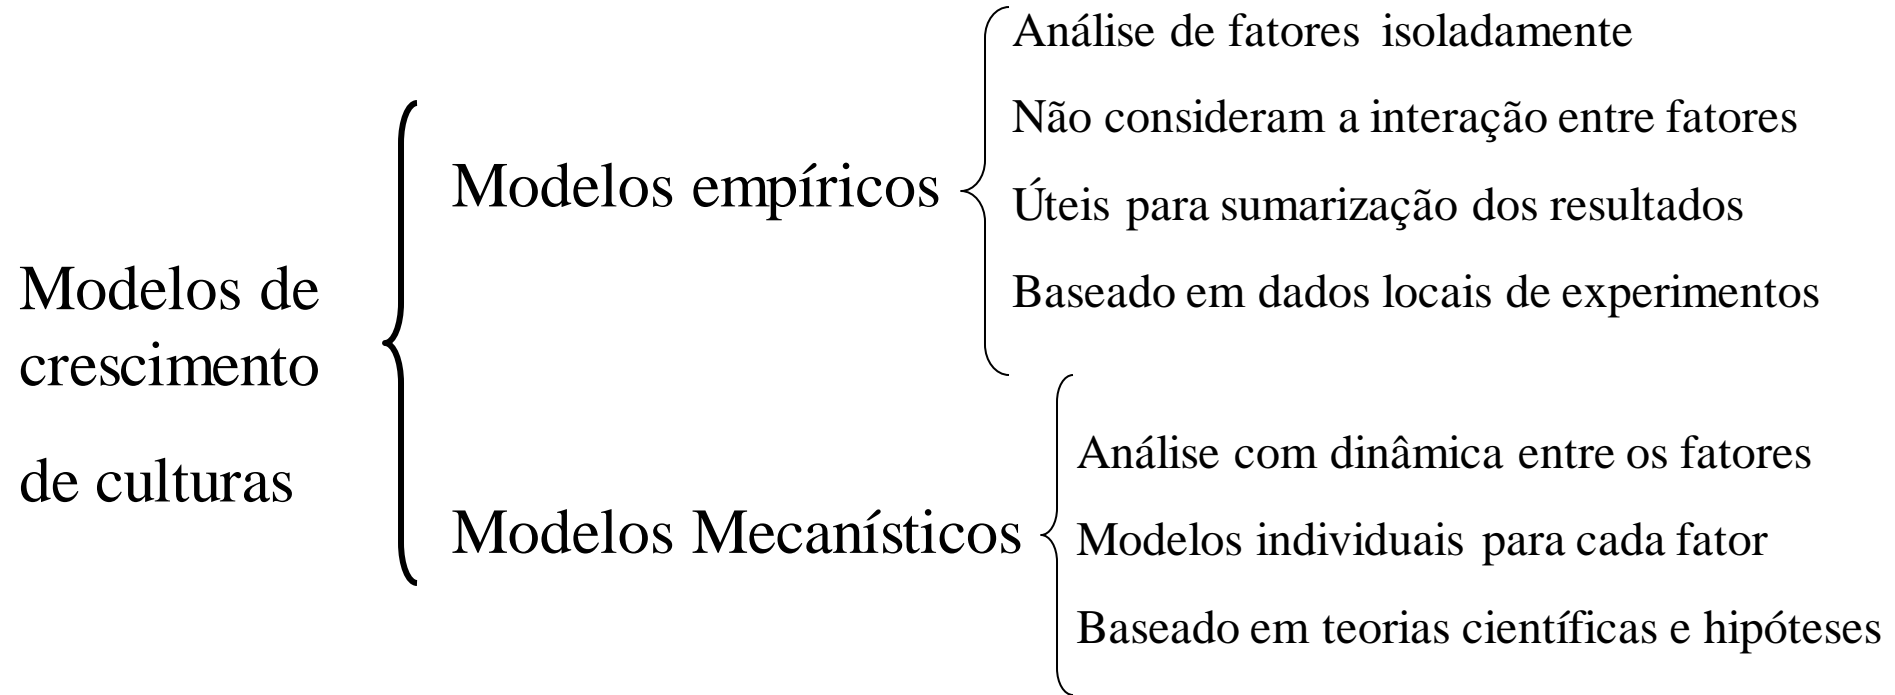 Modelos de
crescimento
de culturas
Modelos empíricos
Análise de fatores isoladamente
Não consideram a interação entre fatores
Úteis para sumarização dos resultados
Baseado em dados locais de experimentos
Modelos Mecanísticos
Análise com dinâmica entre os fatores
Modelos individuais para cada fator
Baseado em teorias científicas e hipóteses